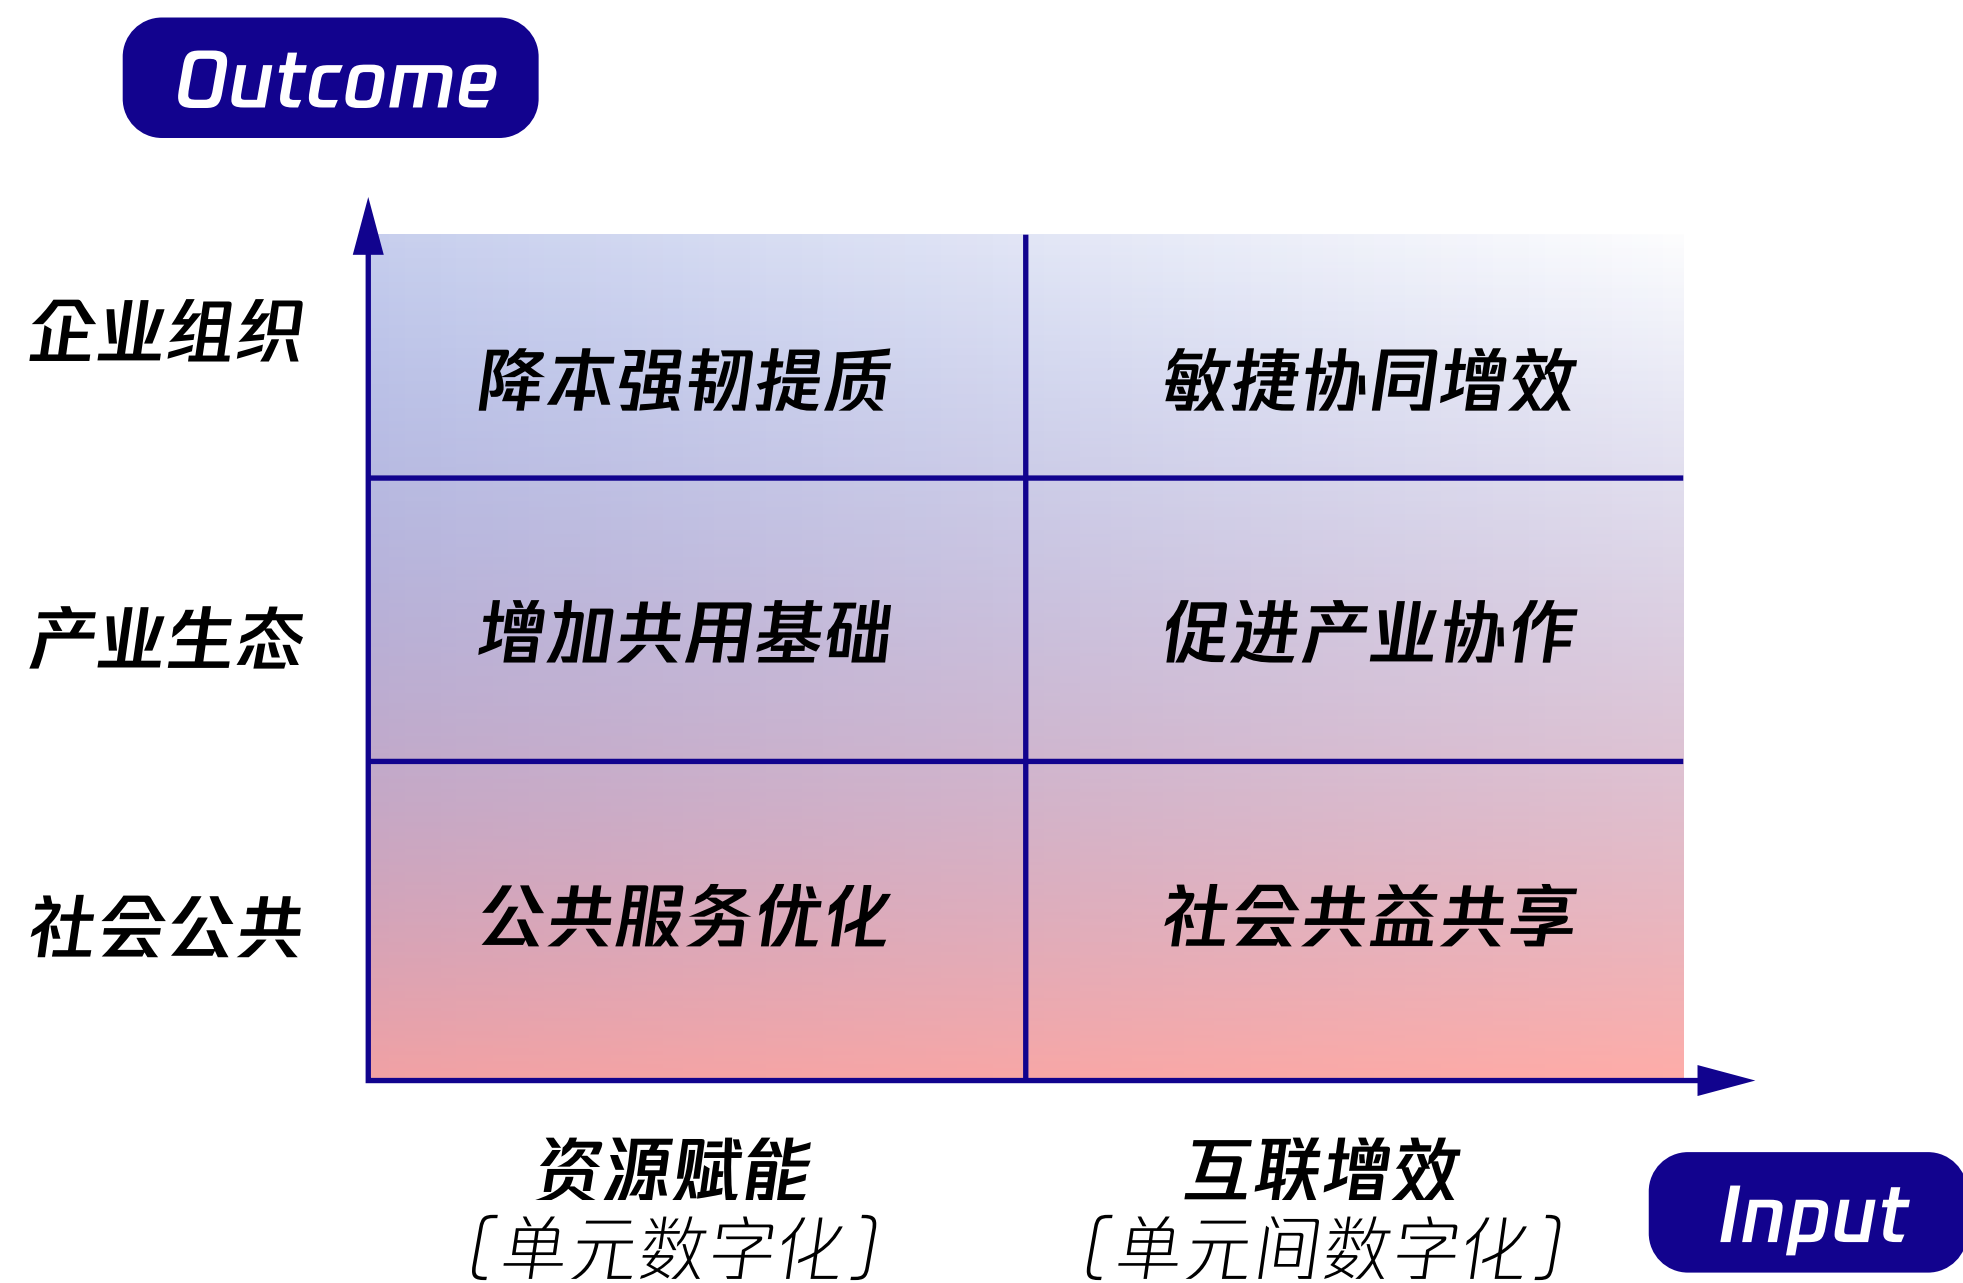 Outcome
企业组织
降本强韧提质
敏捷协同增效
产业生态
增加共用基础
促进产业协作
社会公共
公共服务优化
社会共益共享
资源赋能
〔单元数字化〕
互联增效
〔单元间数字化〕
Input